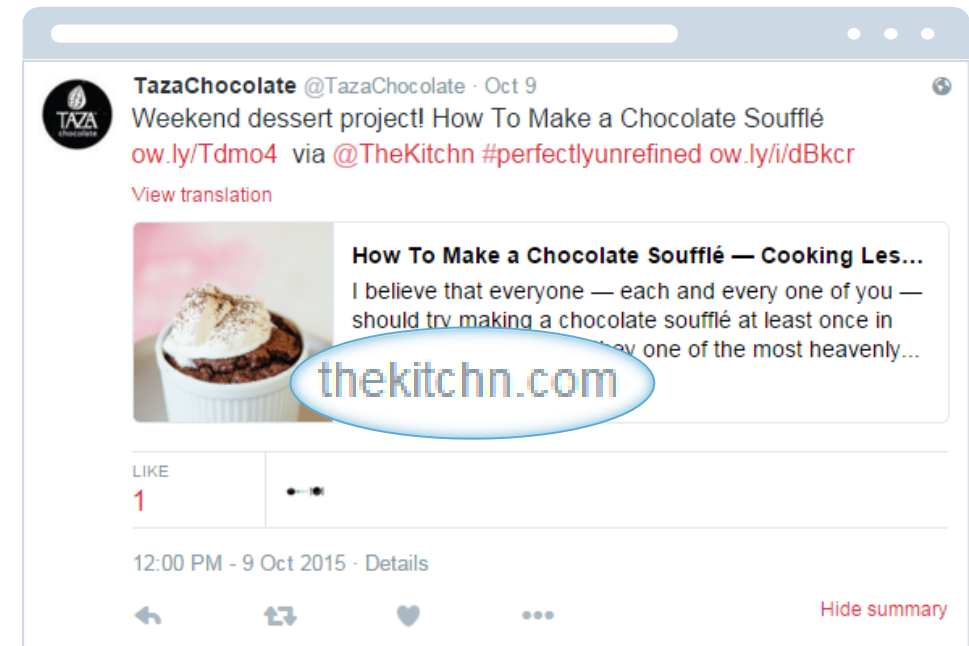 TazaChocolate @TazaChocolate · Oct 9
TAZA
chocolate
Weekend dessert project! How To Make a Chocolate Soufflé
ow.ly/Tdmo4 via @TheKitchn #perfectlyunrefined ow.ly/i/dBkcr
View translation
How To Make a Chocolate Soufflé — Cooking Les...
I believe that everyone — each and every one of you —
should try making a chocolate soufflé at least once in
one of the most heavenly...
thekitchn.com
LIKE
1
12:00 PM - 9 Oct 2015 · Details
Hide summary